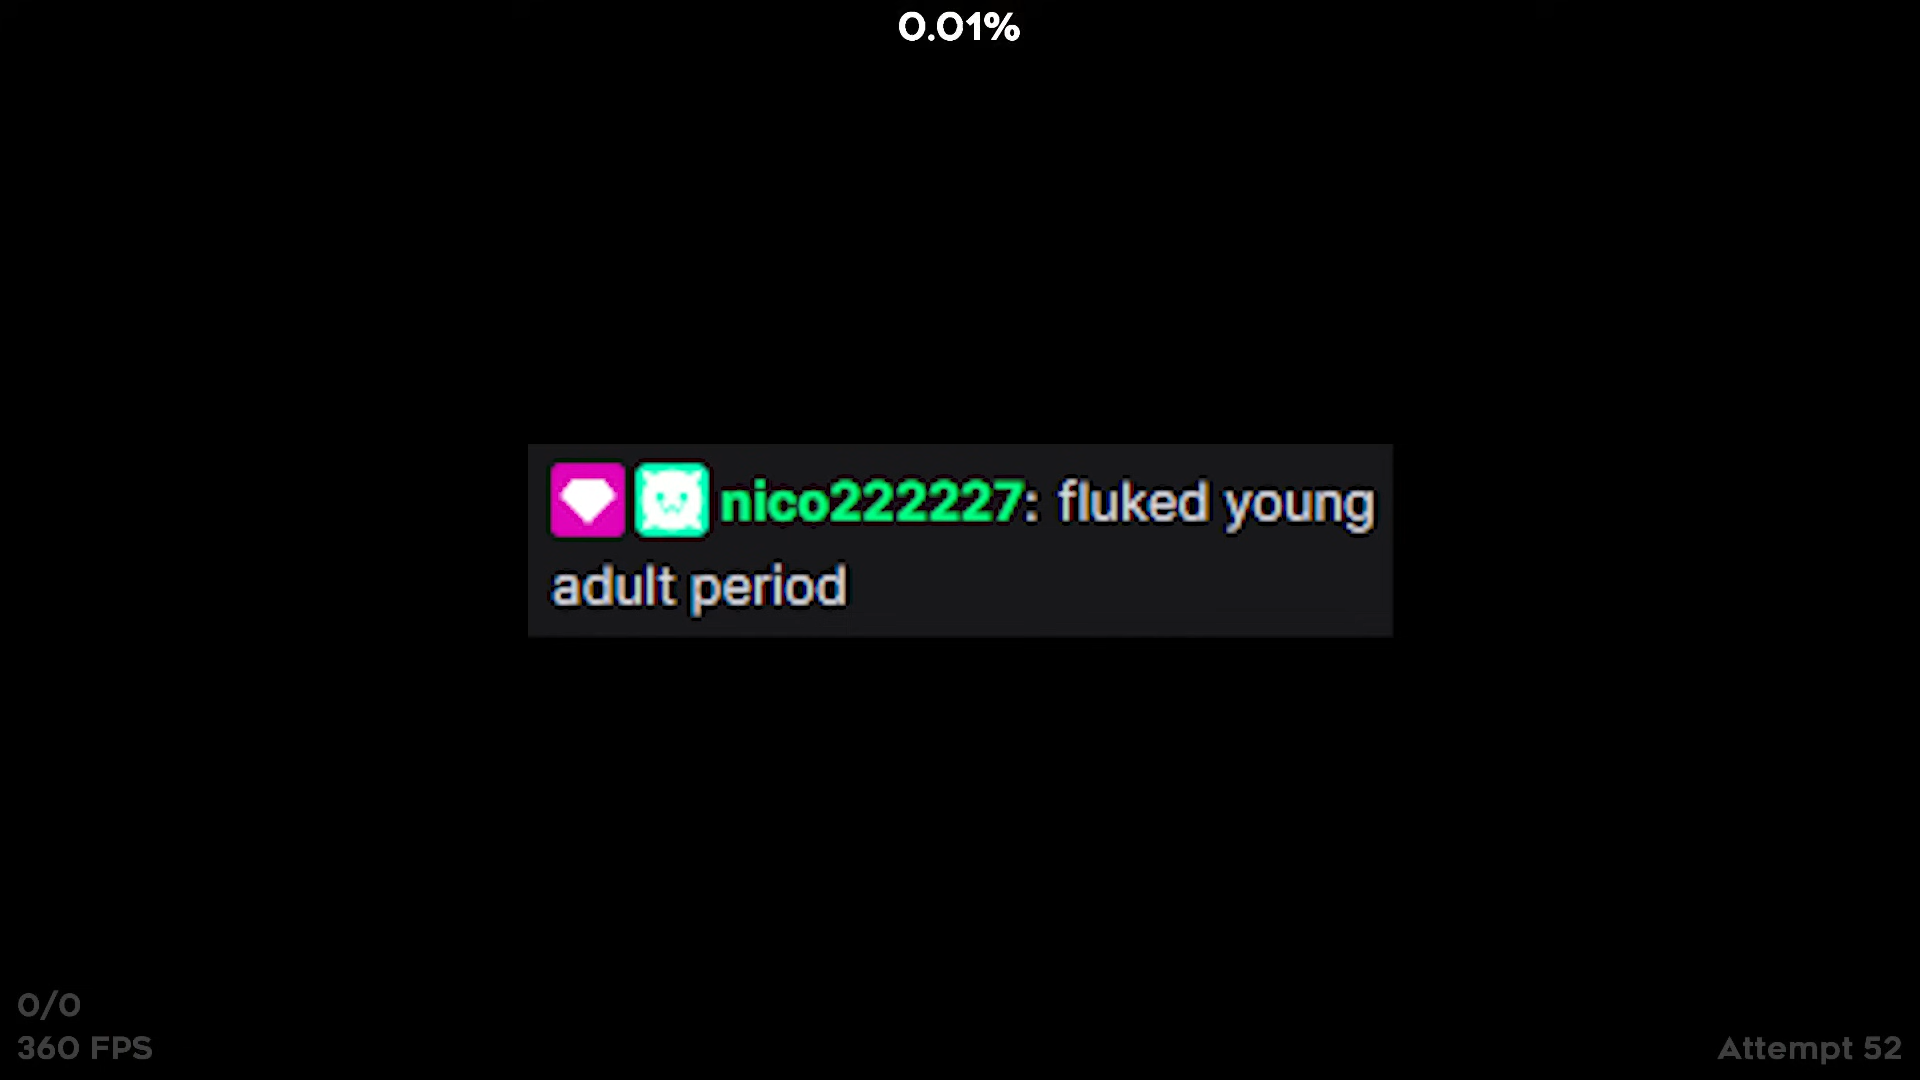 0.01%
nico222227: fluked young
adult period
0/0
360 FPS
Attempt 52